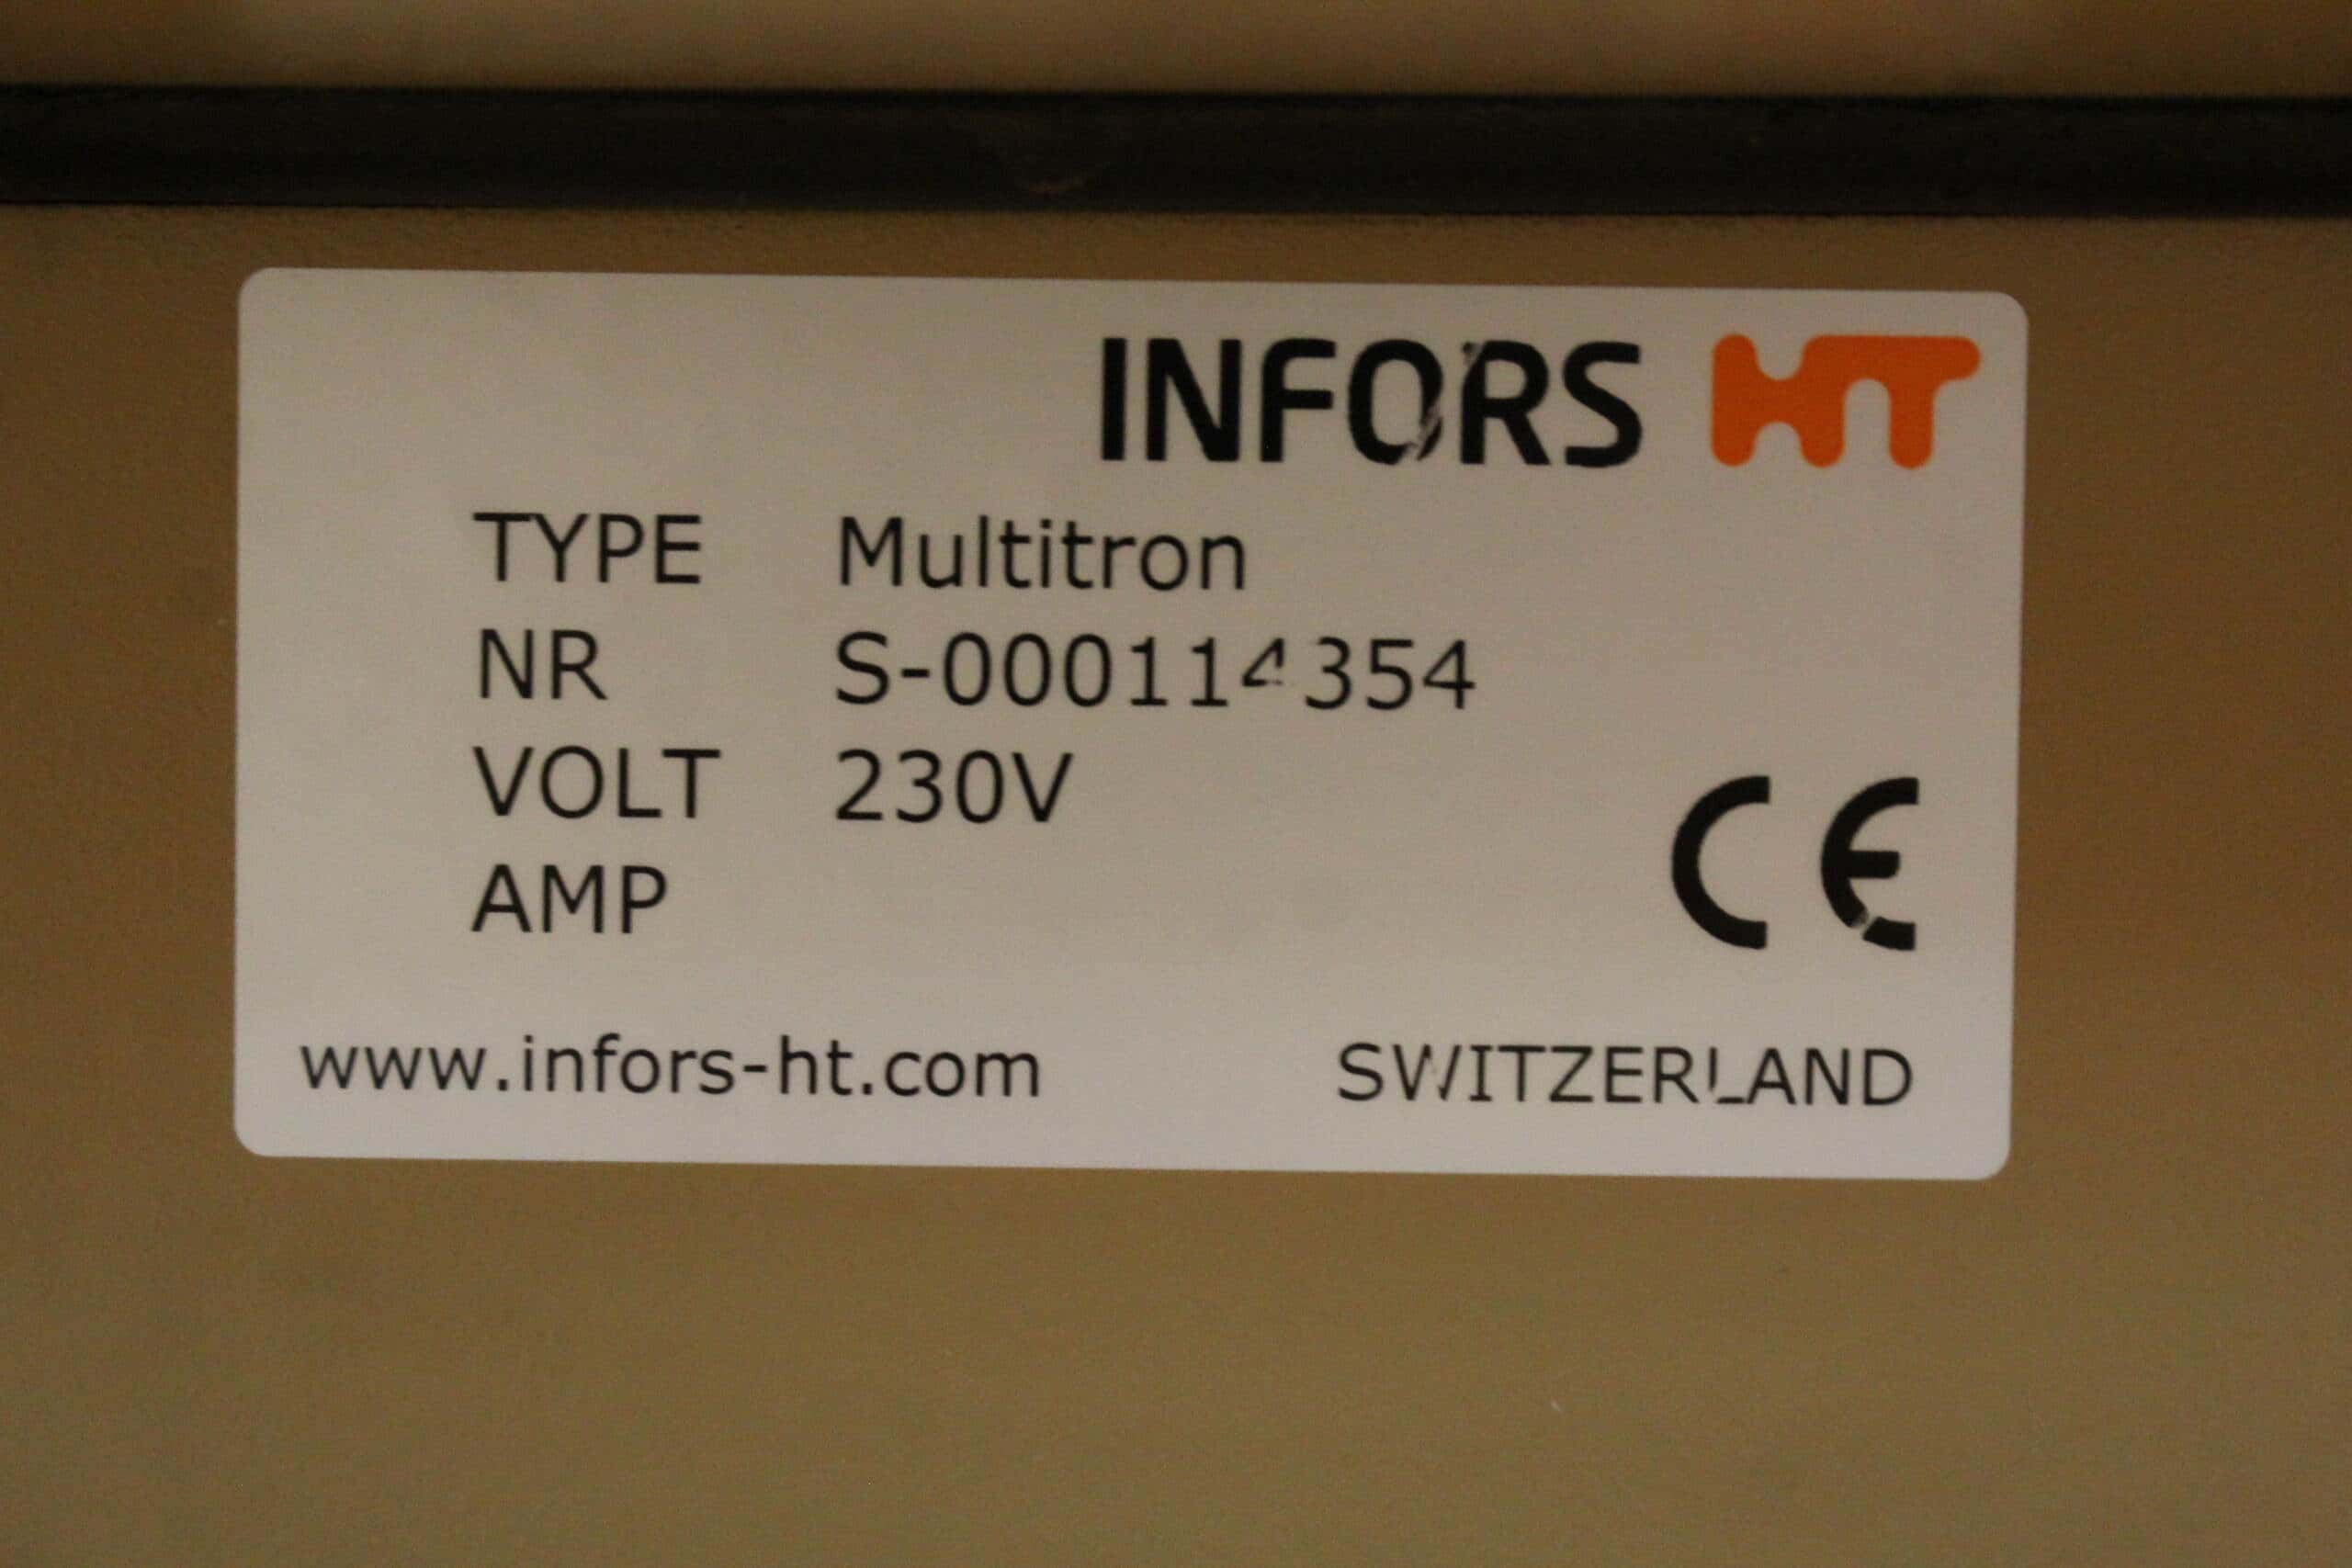 INFORS HT
TYPE Multitron
NR S-000114354
VOLT 230V
AMP
CE
www.infors-ht.com SWITZERLAND